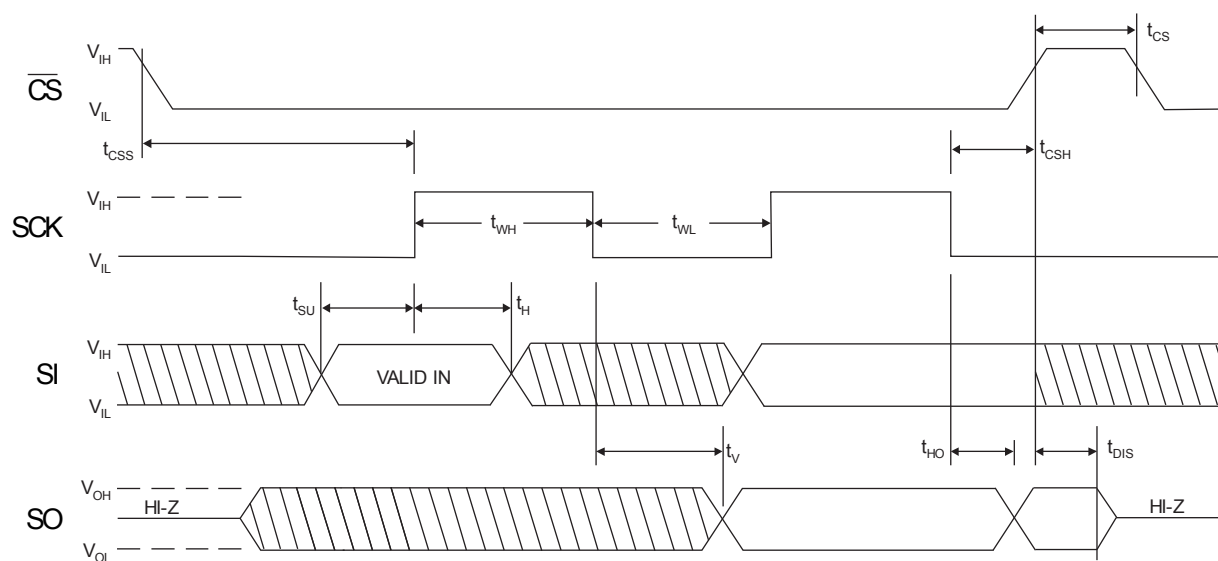 V_IH
t_CS
C̅S̅
V_IL
t_CSS
t_CSH
V_IH
SCK
t_WH
t_WL
V_IL
t_SU
t_H
V_IH
SI
VALID IN
V_IL
t_V
t_HO
t_DIS
V_OH
HI-Z
HI-Z
SO
V_OL